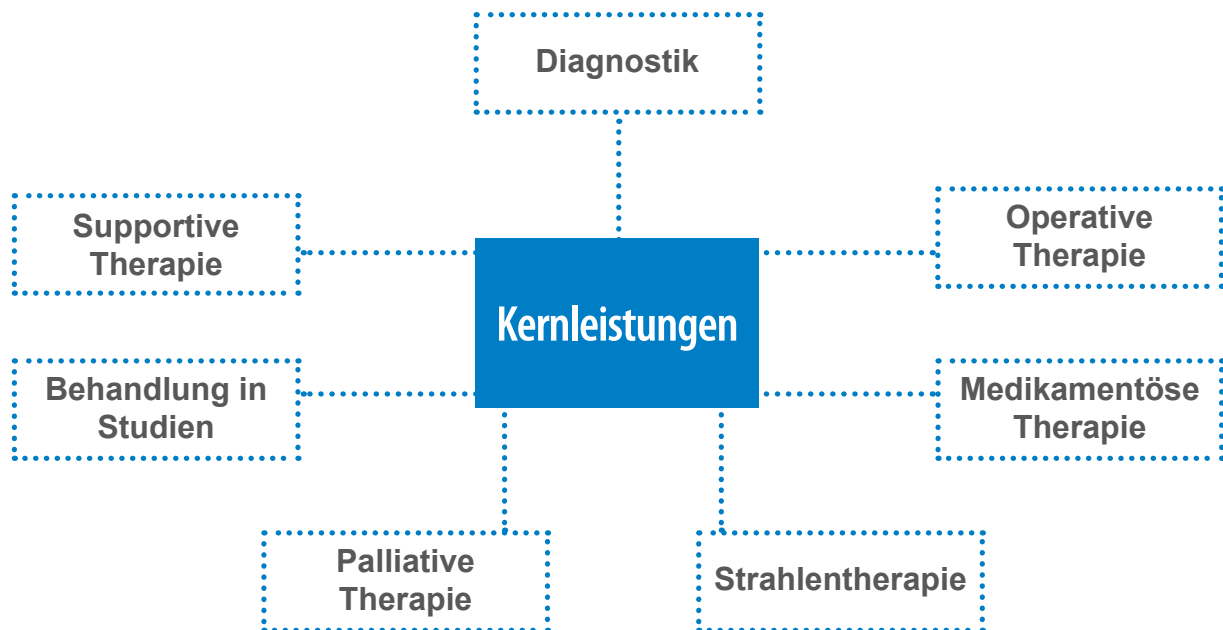 Diagnostik
Supportive
Therapie
Operative
Therapie
Kernleistungen
Behandlung in
Studien
Medikamentöse
Therapie
Palliative
Therapie
Strahlentherapie